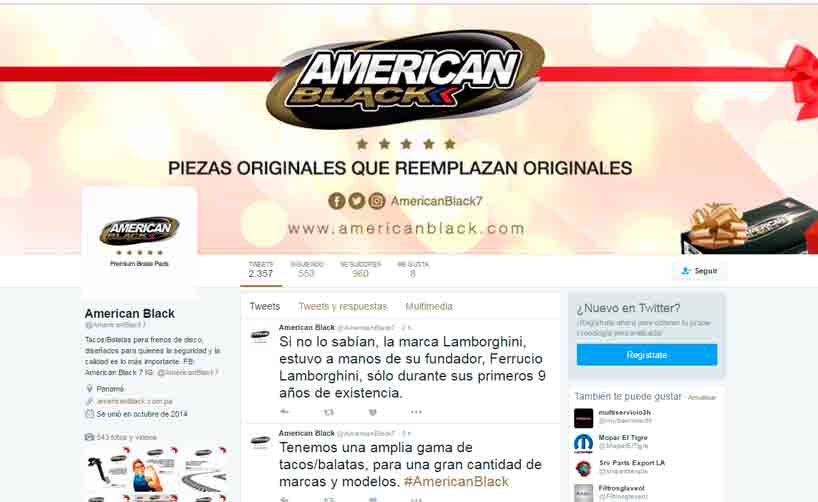 AMERICAN
BLACK
PIEZAS ORIGINALES QUE REEMPLAZAN ORIGINALES
AmericanBlack7
www.americanblack.com
AMERICAN
BLACK
Premium Brake Pads
TWEETS
2.357
SIGUIENDO
553
SEGUIDORES
960
ME GUSTA
8
Seguir
American Black
@AmericanBlack7
Tacos/Balatas para frenos de disco,
diseñados para quienes la seguridad y la
calidad es lo más importante. FB:
American Black 7 IG: @AmericanBlack7
Panamá
americanblack.com.pa
Se unió en octubre de 2014
543 fotos y videos
Tweets
Tweets y respuestas
Multimedia
American Black @AmericanBlack7
Si no lo sabían, la marca Lamborghini,
estuvo a manos de su fundador, Ferrucio
Lamborghini, sólo durante sus primeros 9
años de existencia.
American Black @AmericanBlack7
Tenemos una amplia gama de
tacos/balatas, para una gran cantidad de
marcas y modelos. #AmericanBlack
¿Nuevo en Twitter?
¡Regístrate ahora para obtener tu propia
cronología personalizada!
Regístrate
También te puede gustar · Actualizar
multiservicio3h
@multiservicio3h
Mopar El Tigre
@MoparElTigre
Srv Parts Export LA
Filtrosglaxvol
@Filtrosglaxvol